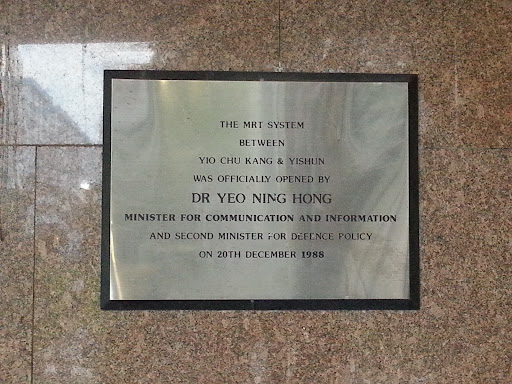 THE MRT SYSTEM
BETWEEN
YIO CHU KANG & YISHUN
WAS OFFICIALLY OPENED BY
DR YEO NING HONG
MINISTER FOR COMMUNICATION AND INFORMATION
AND SECOND MINISTER FOR DEFENCE POLICY
ON 20TH DECEMBER 1988